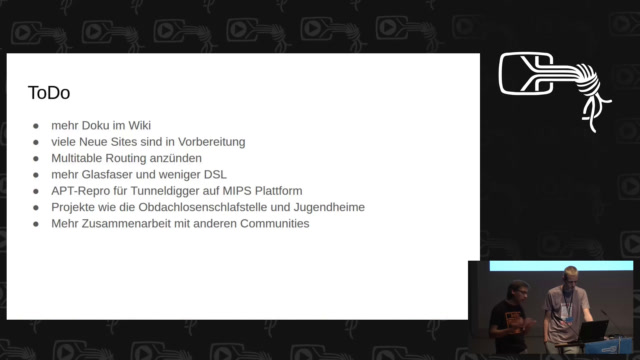 ToDo
● mehr Doku im Wiki
● viele Neue Sites sind in Vorbereitung
● Multitable Routing anzünden
● mehr Glasfaser und weniger DSL
● APT-Repro für Tunneldigger auf MIPS Plattform
● Projekte wie die Obdachlosenschlafstelle und Jugendheime
● Mehr Zusammenarbeit mit anderen Communities